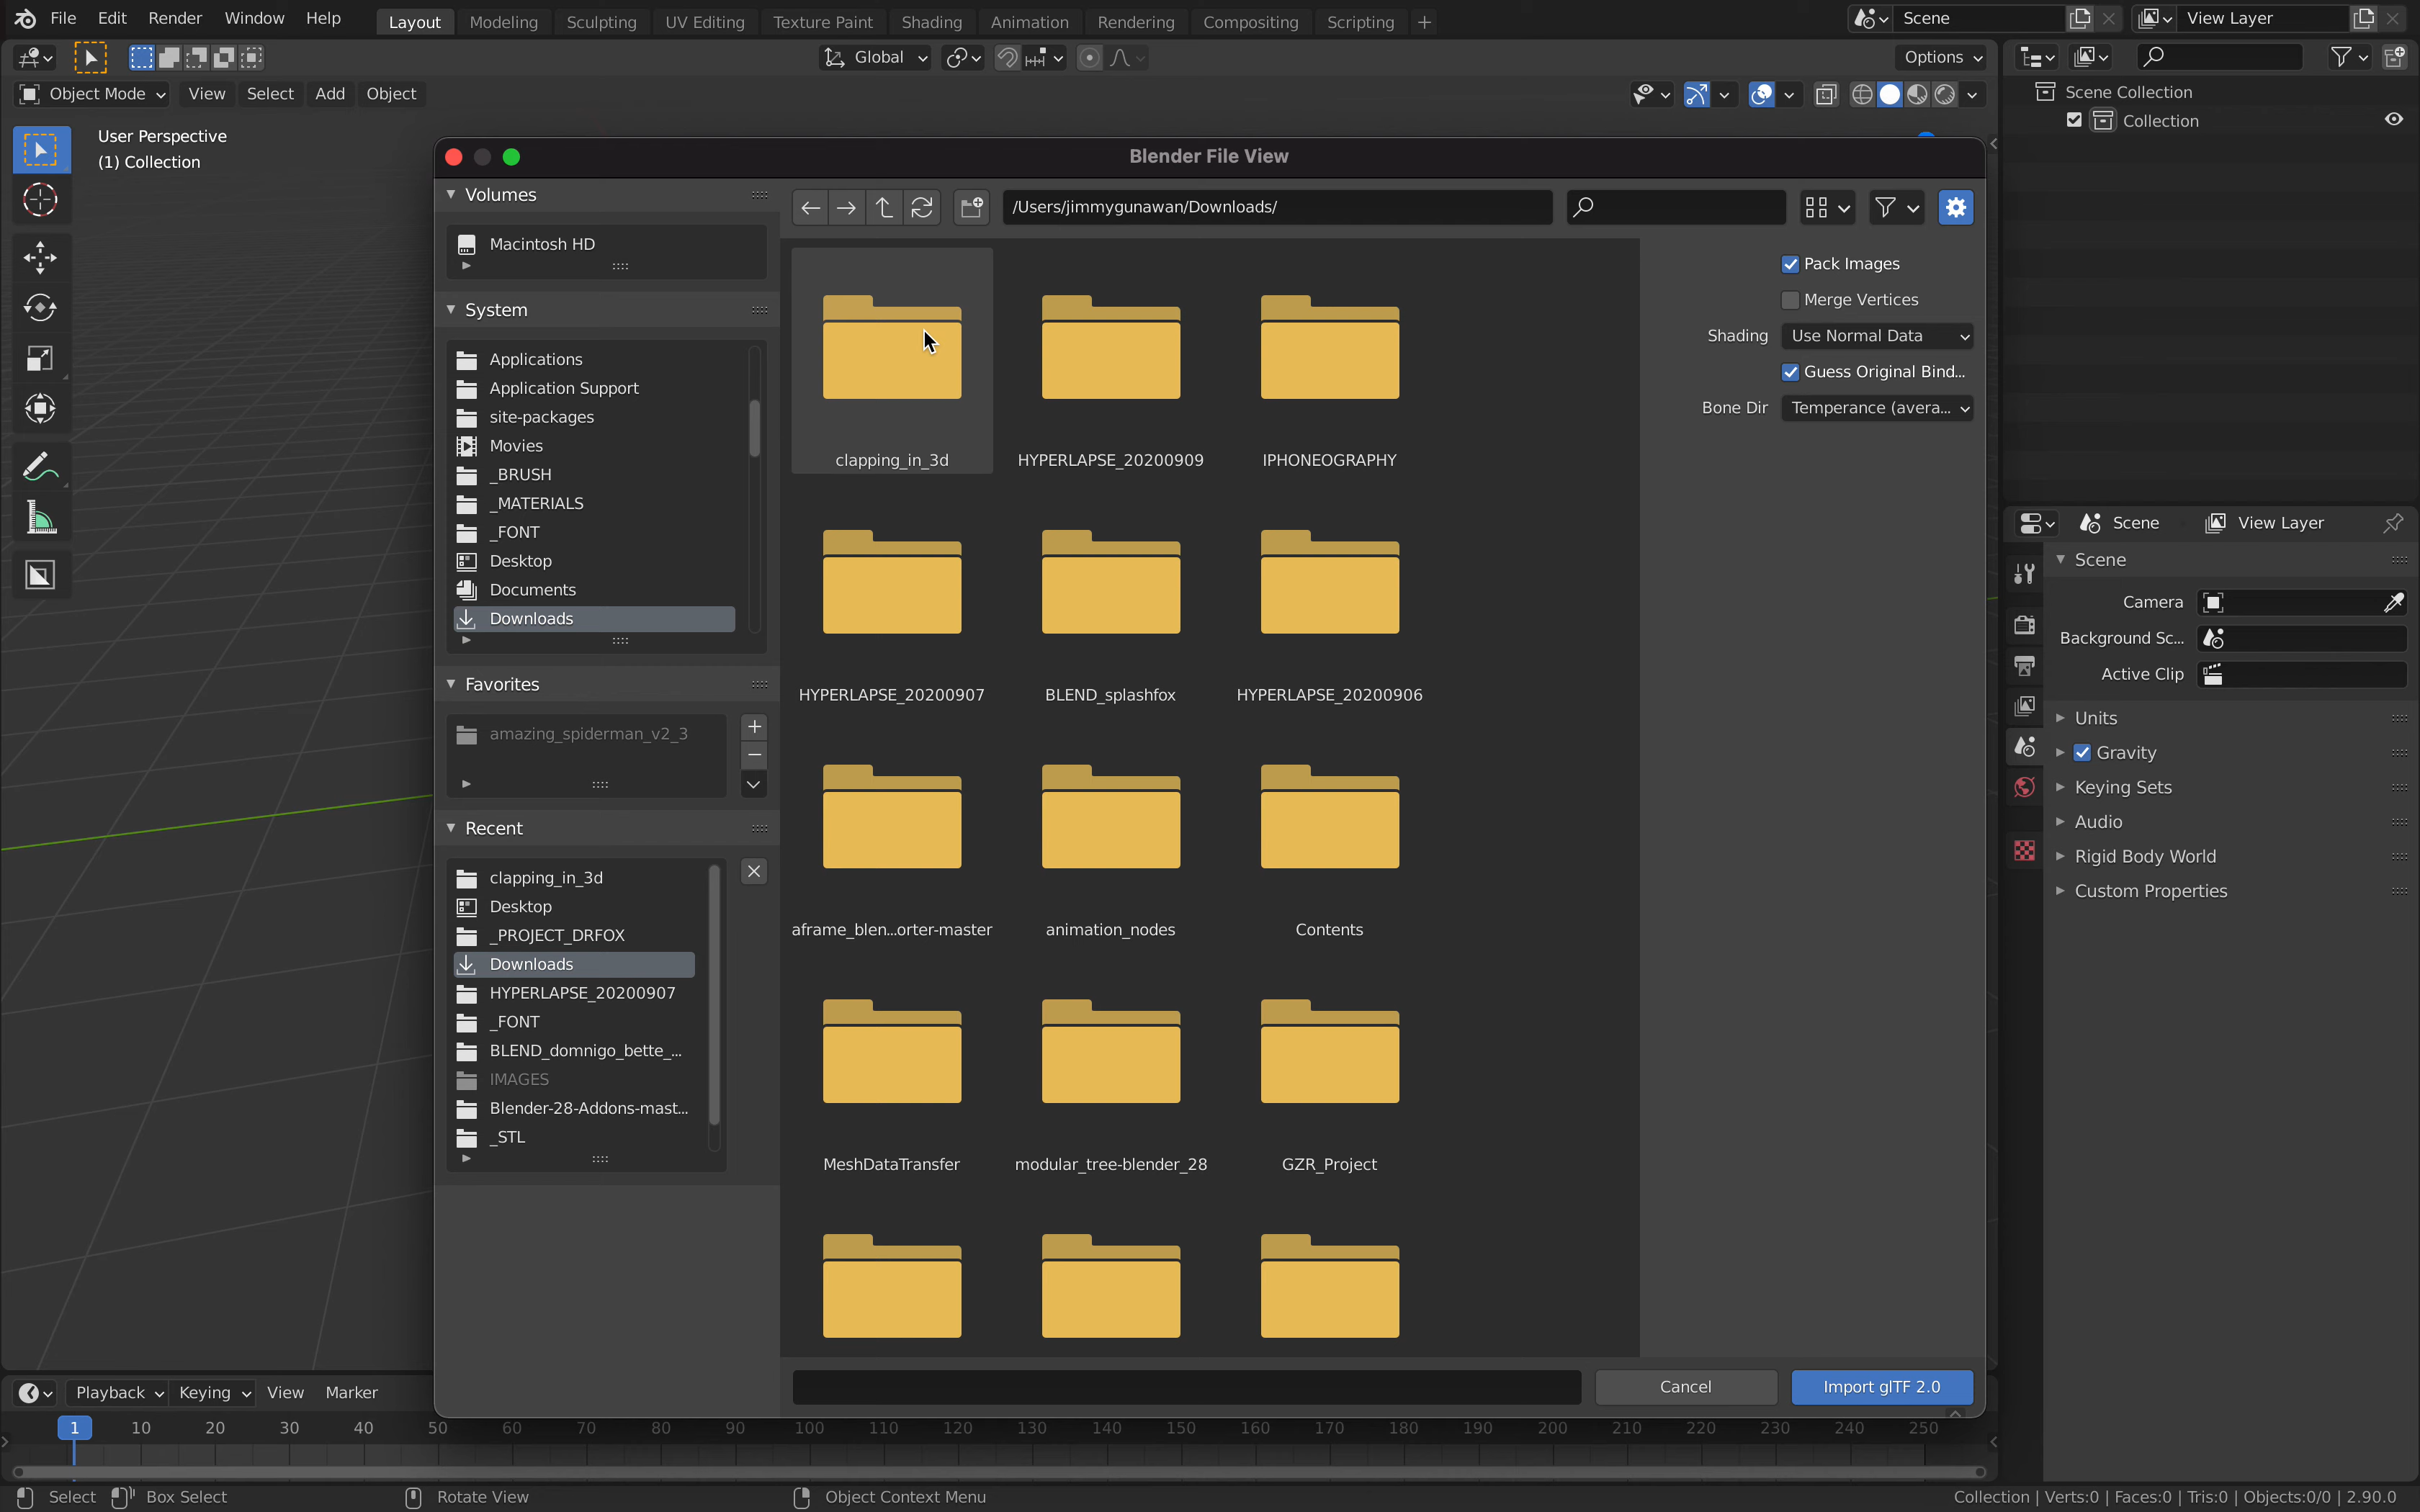 File Edit Render Window Help
Layout Modeling Sculpting UV Editing Texture Paint Shading Animation Rendering Compositing Scripting +
Scene
View Layer
Global
Options
Object Mode View Select Add Object
User Perspective
(1) Collection
Scene Collection
Collection
Blender File View
Volumes
Macintosh HD
System
Applications
Application Support
site-packages
Movies
_BRUSH
_MATERIALS
_FONT
Desktop
Documents
Downloads
Favorites
amazing_spiderman_v2_3
Recent
clapping_in_3d
Desktop
_PROJECT_DRFOX
Downloads
HYPERLAPSE_20200907
_FONT
BLEND_domnigo_bette_...
IMAGES
Blender-28-Addons-mast...
_STL
/Users/jimmygunawan/Downloads/
clapping_in_3d HYPERLAPSE_20200909 IPHONEOGRAPHY
HYPERLAPSE_20200907 BLEND_splashfox HYPERLAPSE_20200906
aframe_blen...orter-master animation_nodes Contents
MeshDataTransfer modular_tree-blender_28 GZR_Project
Pack Images
Merge Vertices
Shading Use Normal Data
Guess Original Bind...
Bone Dir Temperance (avera...
Cancel Import glTF 2.0
Scene View Layer
Scene
Camera
Background Sc...
Active Clip
Units
Gravity
Keying Sets
Audio
Rigid Body World
Custom Properties
Playback Keying View Marker
1 10 20 30 40 50 60 70 80 90 100 110 120 130 140 150 160 170 180 190 200 210 220 230 240 250
Select Box Select Rotate View Object Context Menu
Collection | Verts:0 | Faces:0 | Tris:0 | Objects:0/0 | 2.90.0